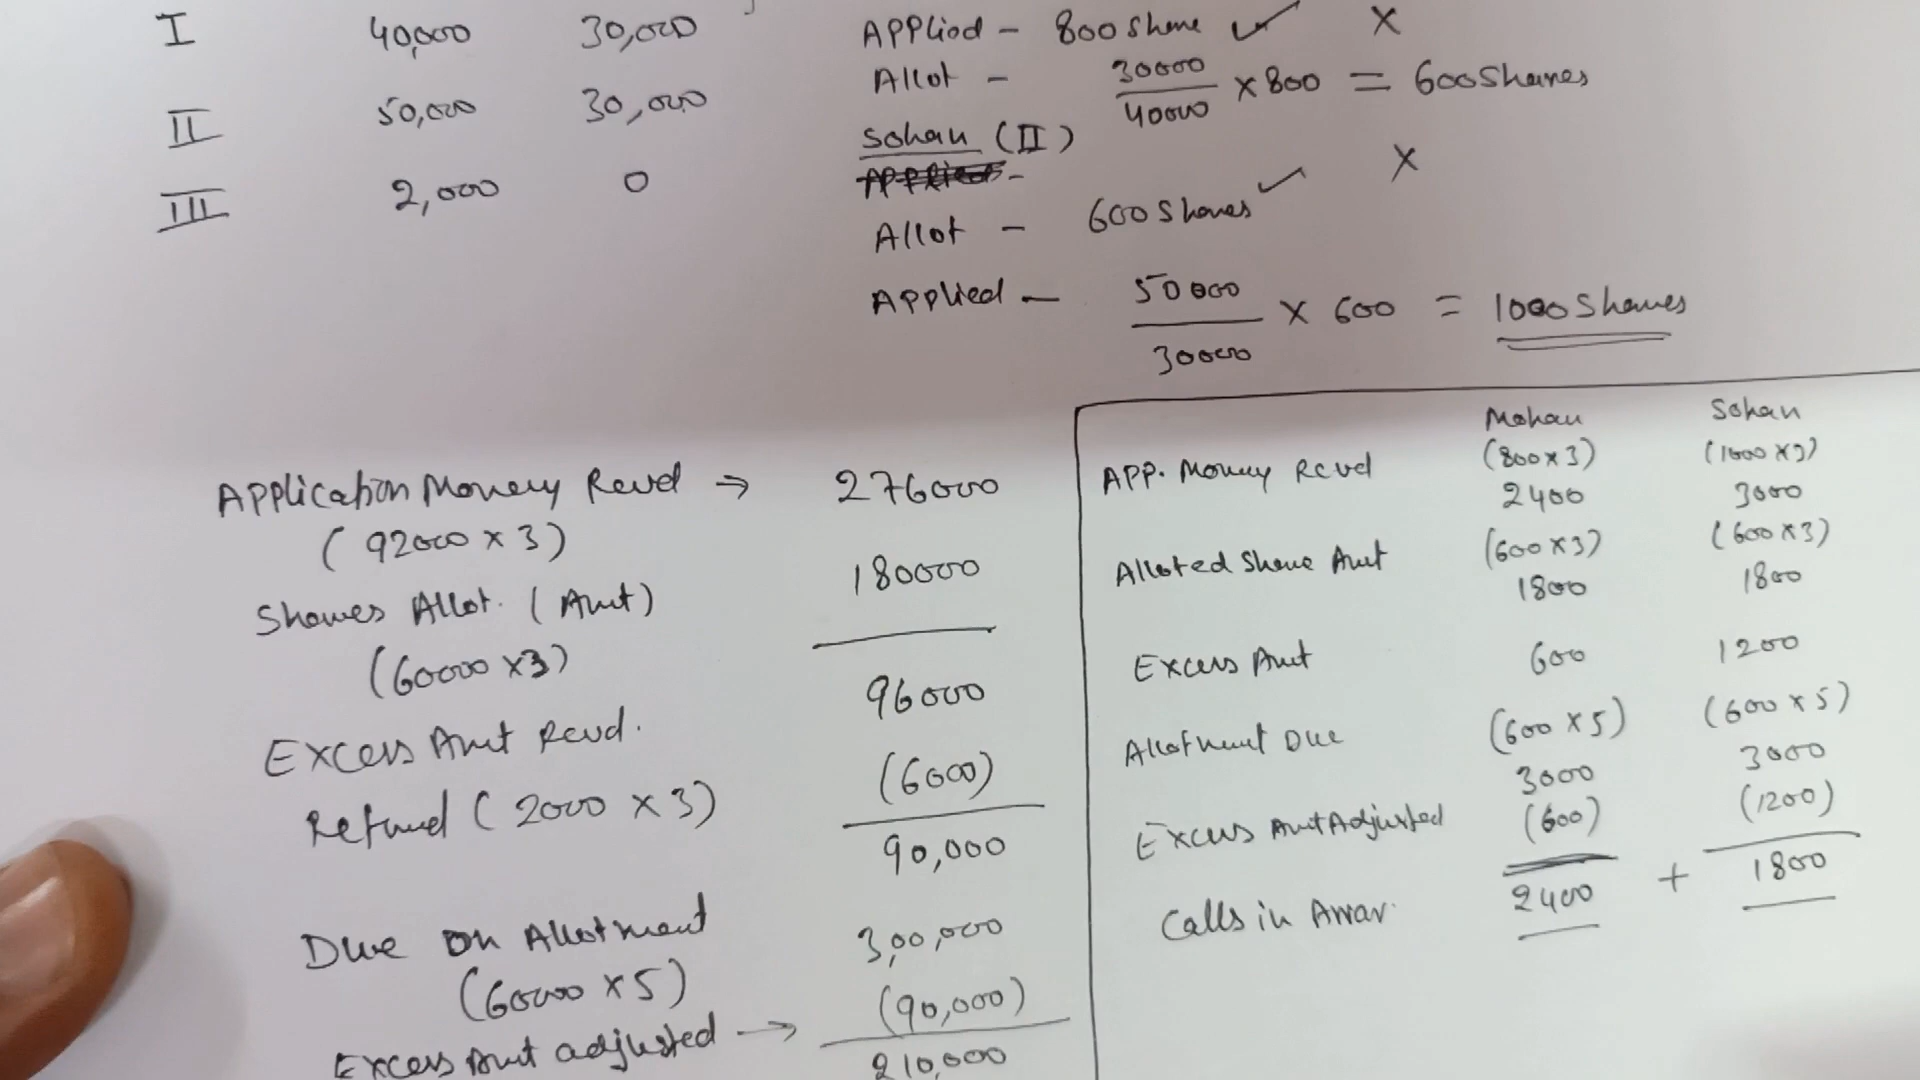 I 40,000 30,000
II 50,000 30,000
III 2,000 0
Applied - 800 Share ✓ X
Allot - 30000/40000 × 800 = 600 Shares
Sohan (II)
Applied -
Allot - 600 Shares ✓ X
Applied - 50000/30000 × 600 = 1000 Shares
Application Money Revd → 276000
(92000 × 3)
Shares Allot. (Amt) 180000
(60000 × 3)
Excess Amt Revd. 96000
Refund (2000 × 3) (6000)
90,000
Due on Allotment 3,00,000
(60000 × 5)
Excess Amt adjusted → (90,000)
210,000
Mohan Sohan
(800 × 3) (1000 × 3)
App. Money Rcvd 2400 3000
(600 × 3) (600 × 3)
Alloted Share Amt 1800 1800
Excess Amt 600 1200
(600 × 5) (600 × 5)
Allotment Due 3000 3000
Excess Amt Adjusted (600) (1200)
Calls in Arrar. 2400 + 1800